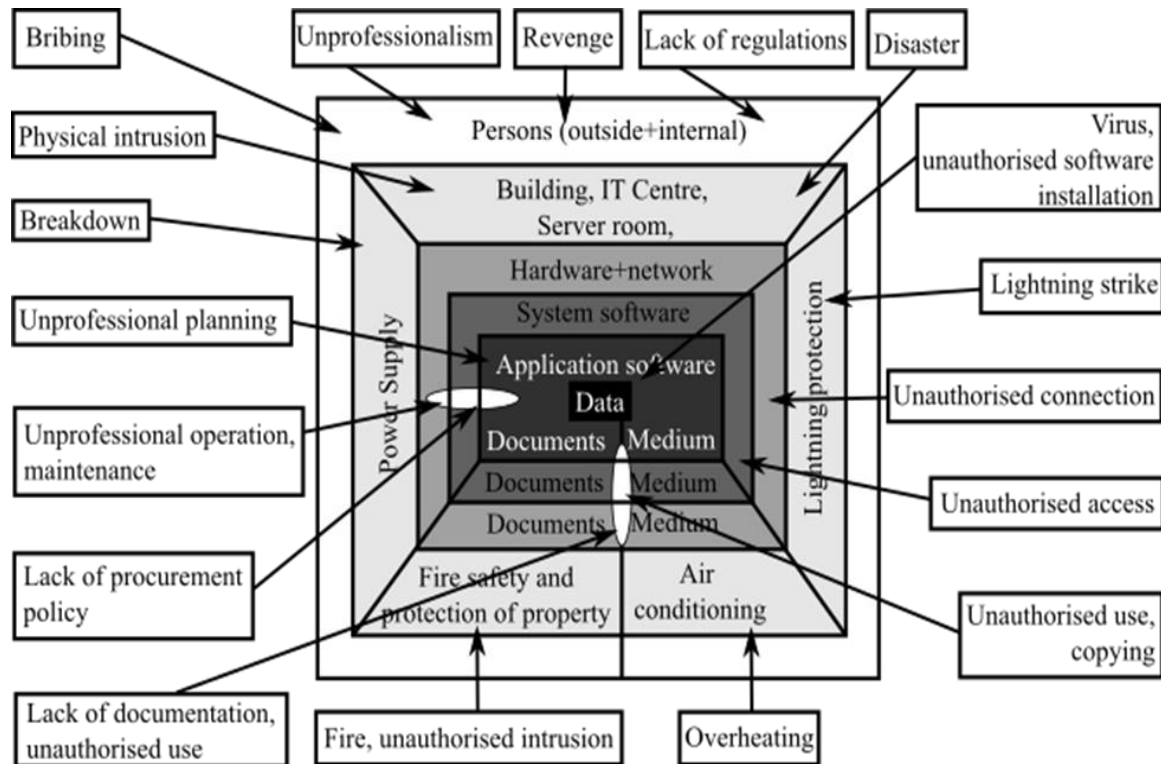 Bribing
Unprofessionalism
Revenge
Lack of regulations
Disaster
Physical intrusion
Persons (outside+internal)
Virus,
unauthorised software
installation
Breakdown
Building, IT Centre,
Server room,
Hardware+network
Lightning strike
Unprofessional planning
System software
Application software
Data
Power Supply
Lightning protection
Unauthorised connection
Unprofessional operation,
maintenance
Documents
Medium
Documents
Medium
Documents
Medium
Unauthorised access
Lack of procurement
policy
Fire safety and
protection of property
Air
conditioning
Unauthorised use,
copying
Lack of documentation,
unauthorised use
Fire, unauthorised intrusion
Overheating